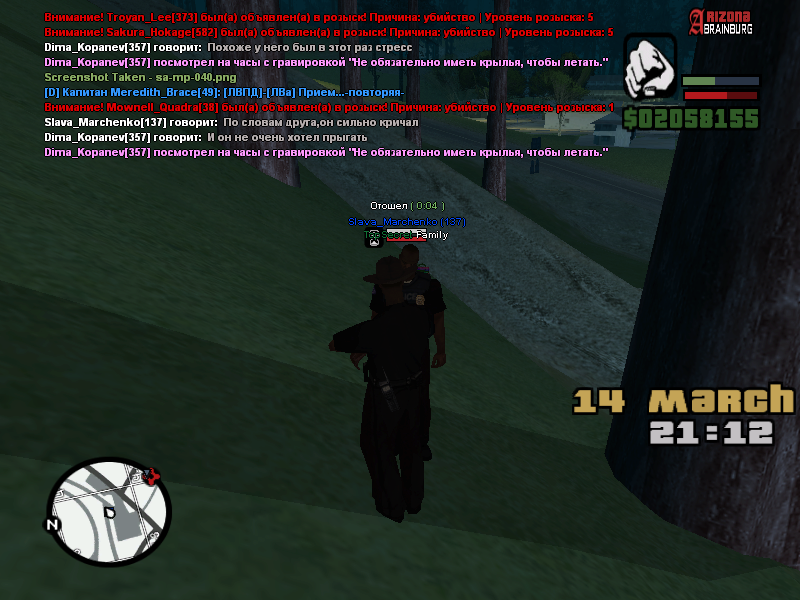 Внимание! Troyan_Lee[373] был(а) объявлен(а) в розыск! Причина: убийство | Уровень розыска: 5
Внимание! Sakura_Hokage[582] был(а) объявлен(а) в розыск! Причина: убийство | Уровень розыска: 6
Dima_Kopanev[357] говорит: Похоже у него был в этот раз стресс
Dima_Kopanev[357] посмотрел на часы с гравировкой "Не обязательно иметь крылья, чтобы летать."
Screenshot Taken - sa-mp-040.png
[D] Капитан Meredith_Brace[49]: [ЛВПД]-[ЛВа] Прием...-повторяя-
Внимание! Mownell_Quadra[38] был(а) объявлен(а) в розыск! Причина: убийство | Уровень розыска: 1
Slava_Marchenko[137] говорит: По словам друга,он сильно кричал
Dima_Kopanev[357] говорит: И он не очень хотел прыгать
Dima_Kopanev[357] посмотрел на часы с гравировкой "Не обязательно иметь крылья, чтобы летать."
ARIZONA
BRAINBURG
$02058155
Отошел ( 0:04 )
Slava_Marchenko (137)
Family
14 March
21:12
N